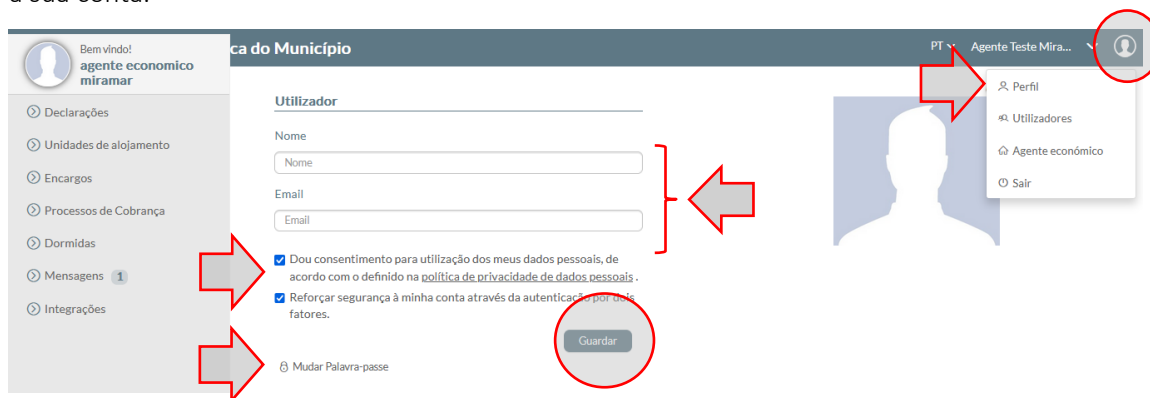 Bem vindo!
agente economico
miramar
ca do Município
PT
Agente Teste Mira...
Perfil
Utilizadores
Agente económico
Sair
Declarações
Unidades de alojamento
Encargos
Processos de Cobrança
Dormidas
Mensagens 1
Integrações
Utilizador
Nome
Nome
Email
Email
Dou consentimento para utilização dos meus dados pessoais, de
acordo com o definido na política de privacidade de dados pessoais .
Reforçar segurança à minha conta através da autenticação por dois
fatores.
Guardar
Mudar Palavra-passe